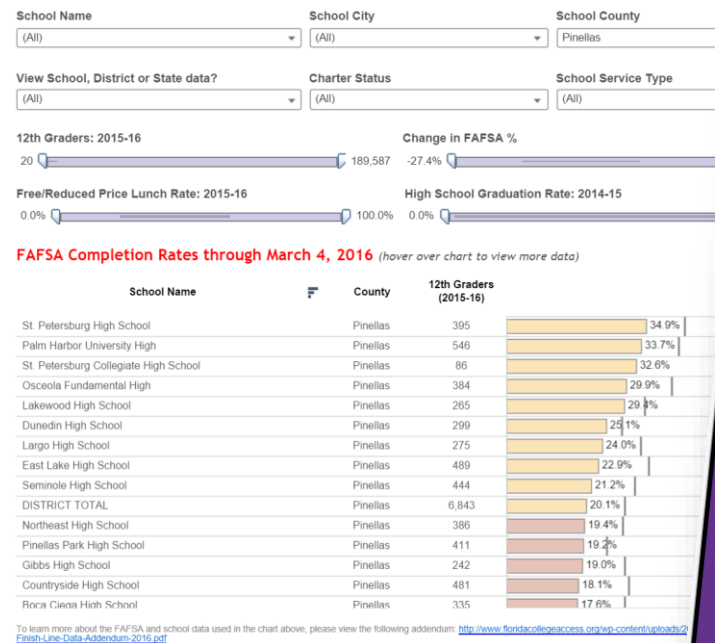 School Name School City School County
(All) (All) Pinellas
View School, District or State data? Charter Status School Service Type
(All) (All) (All)
12th Graders: 2015-16 Change in FAFSA %
20 189,587 -27.4%
Free/Reduced Price Lunch Rate: 2015-16 High School Graduation Rate: 2014-15
0.0% 100.0% 0.0%
FAFSA Completion Rates through March 4, 2016 (hover over chart to view more data)
School Name County 12th Graders
(2015-16)
St. Petersburg High School Pinellas 395 34.9%
Palm Harbor University High Pinellas 546 33.7%
St. Petersburg Collegiate High School Pinellas 86 32.6%
Osceola Fundamental High Pinellas 384 29.9%
Lakewood High School Pinellas 265 29.4%
Dunedin High School Pinellas 299 25.1%
Largo High School Pinellas 275 24.0%
East Lake High School Pinellas 489 22.9%
Seminole High School Pinellas 444 21.2%
DISTRICT TOTAL Pinellas 6,843 20.1%
Northeast High School Pinellas 386 19.4%
Pinellas Park High School Pinellas 411 19.2%
Gibbs High School Pinellas 242 19.0%
Countryside High School Pinellas 481 18.1%
Boca Ciega High School Pinellas 335 17.6%
To learn more about the FAFSA and school data used in the chart above, please view the following addendum: http://www.floridacollegeaccess.org/wp-content/uploads/2
Finish-Line-Data-Addendum-2016.pdf